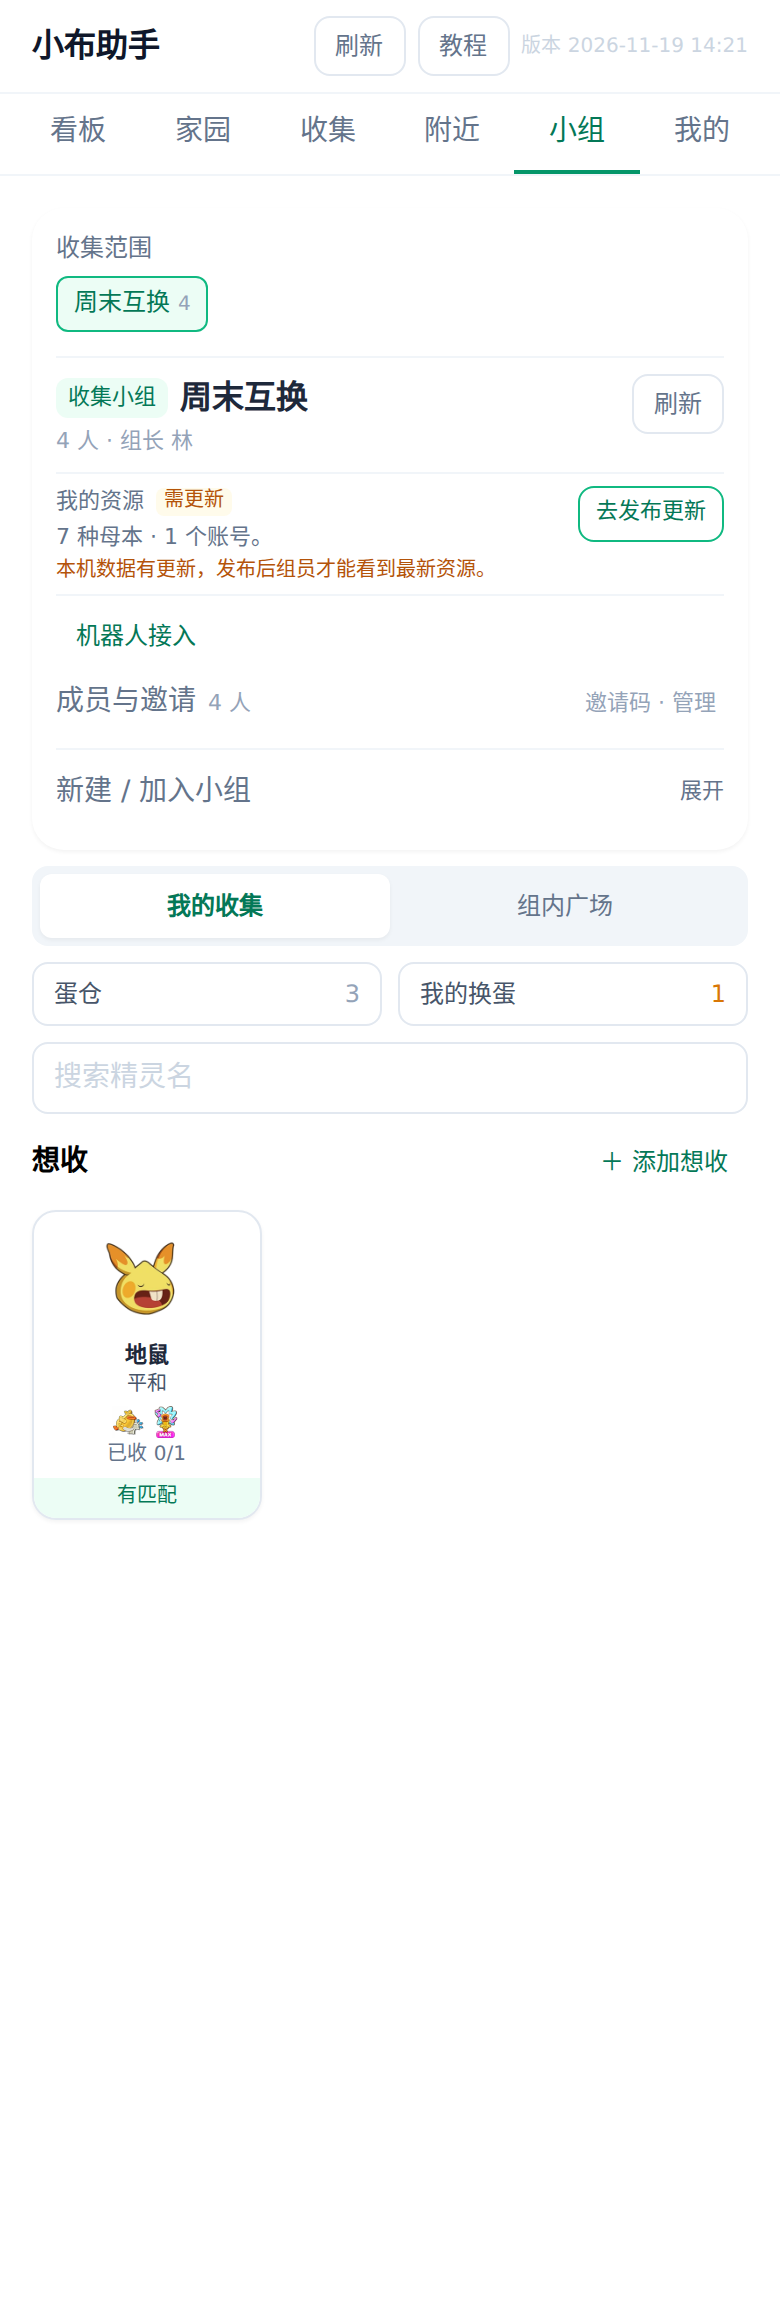 小布助手
刷新 教程 版本 2026-11-19 14:21
看板 家园 收集 附近 小组 我的
收集范围
周末互换 4
收集小组 周末互换 刷新
4 人 · 组长 林
我的资源 需更新 去发布更新
7 种母本 · 1 个账号。
本机数据有更新，发布后组员才能看到最新资源。
机器人接入
成员与邀请 4 人 邀请码 · 管理
新建 / 加入小组 展开
我的收集 组内广场
蛋仓 3 我的换蛋 1
搜索精灵名
想收 ＋ 添加想收
地鼠
平和
MAX
已收 0/1
有匹配